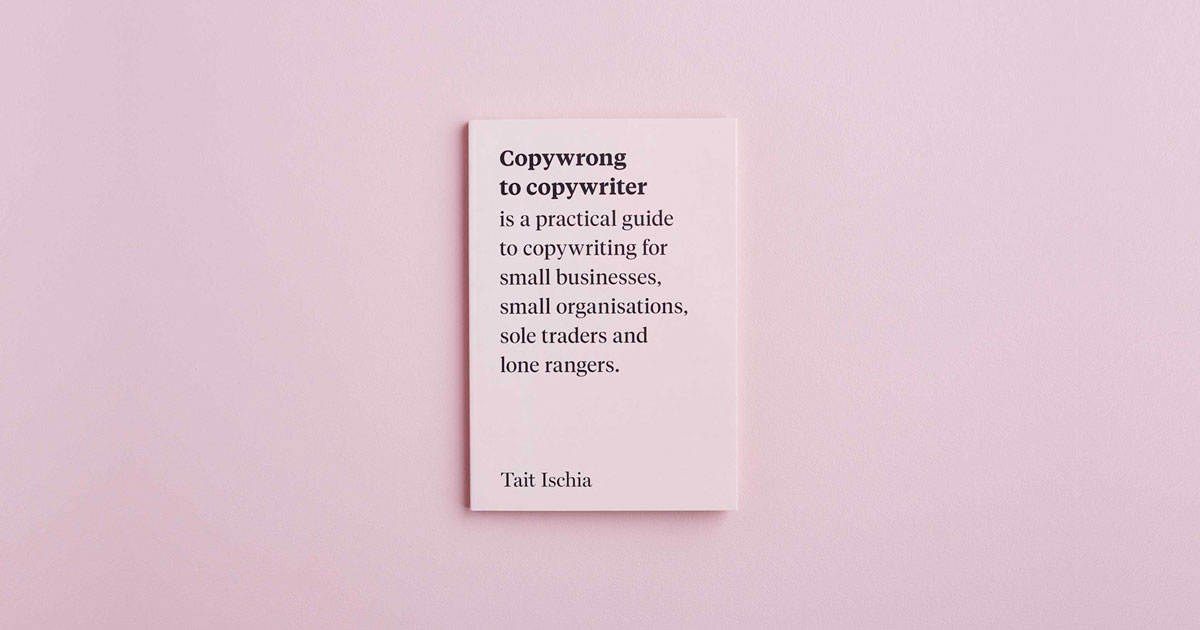 Copywrong
to copywriter
is a practical guide
to copywriting for
small businesses,
small organisations,
sole traders and
lone rangers.
Tait Ischia